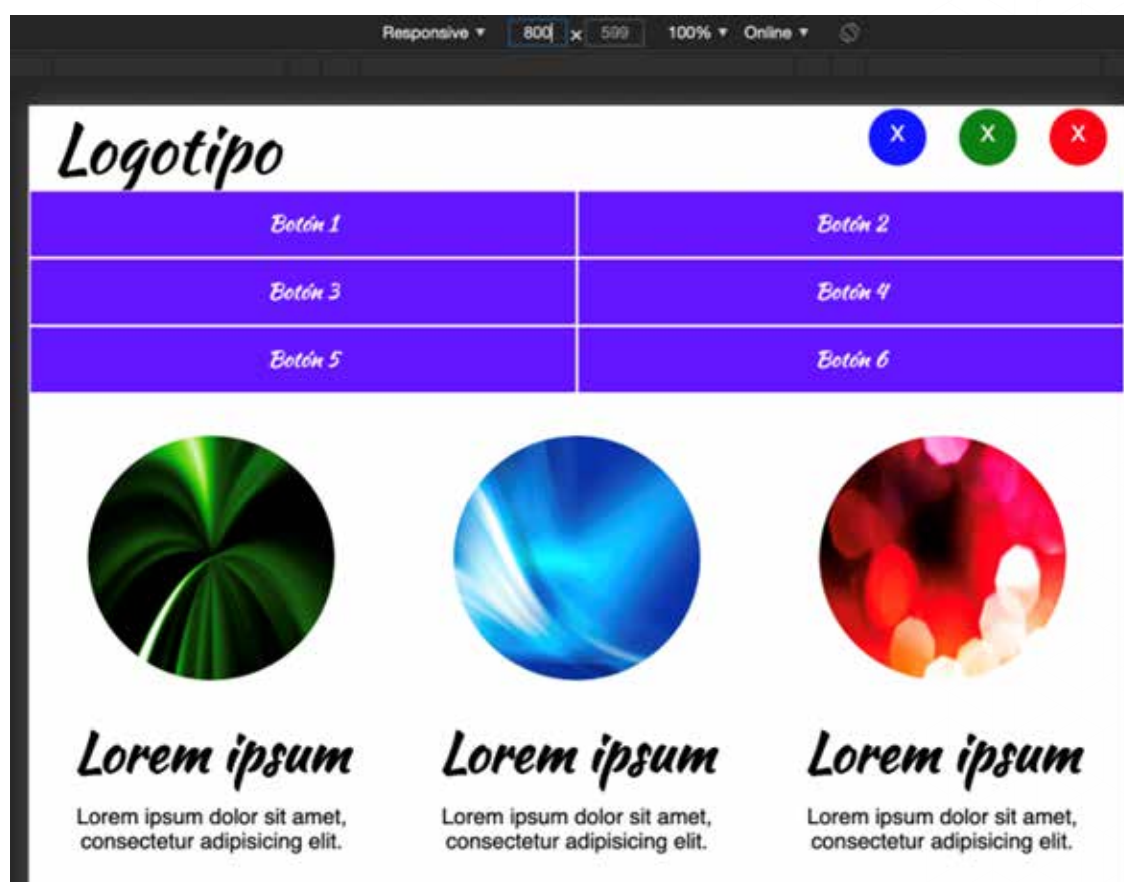 Responsive ▾ 800 x 599 100% ▾ Online ▾
Logotipo X X X
Botón 1 Botón 2
Botón 3 Botón 4
Botón 5 Botón 6
Lorem ipsum Lorem ipsum Lorem ipsum
Lorem ipsum dolor sit amet, Lorem ipsum dolor sit amet, Lorem ipsum dolor sit amet,
consectetur adipisicing elit. consectetur adipisicing elit. consectetur adipisicing elit.